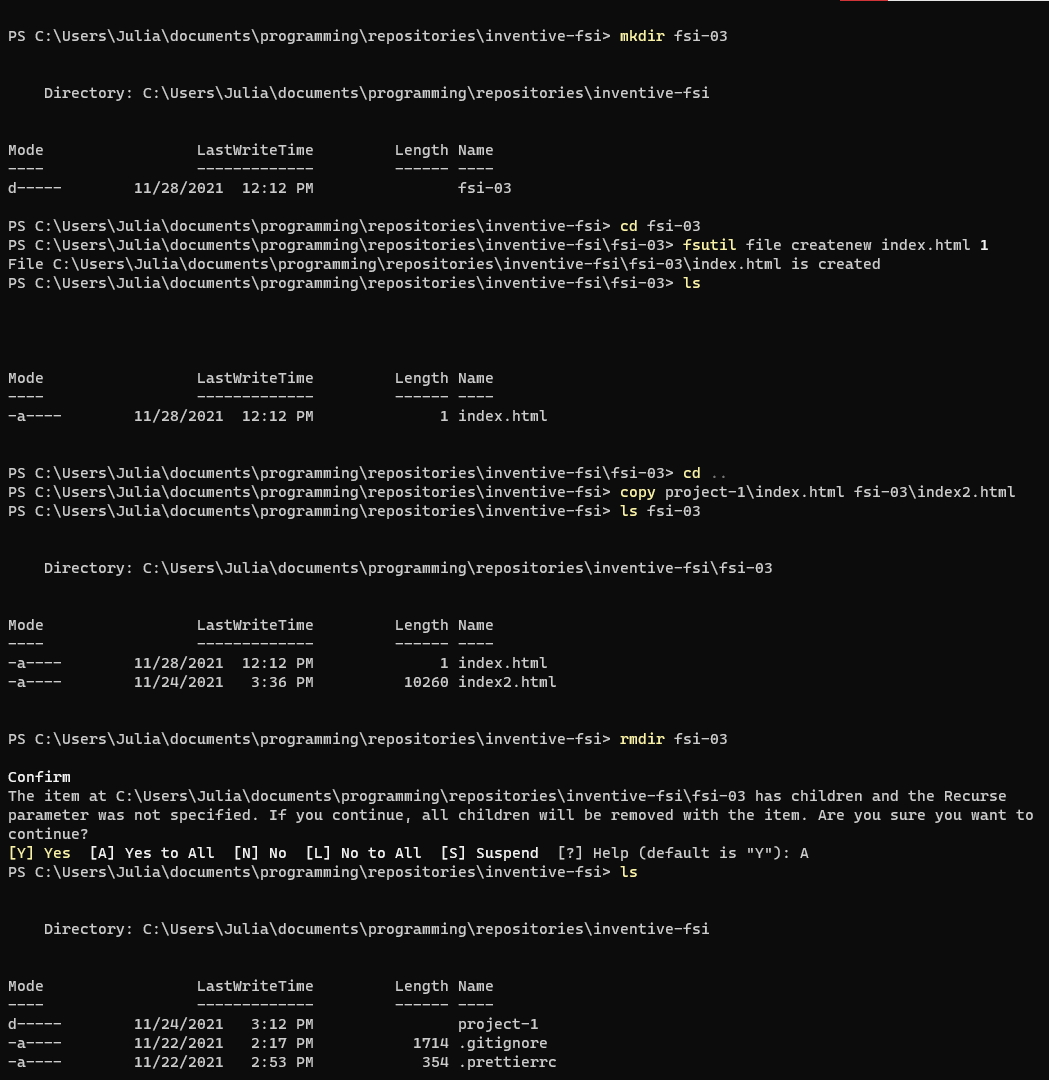 PS C:\Users\Julia\documents\programming\repositories\inventive-fsi> mkdir fsi-03
    Directory: C:\Users\Julia\documents\programming\repositories\inventive-fsi
Mode                 LastWriteTime         Length Name
----                 -------------         ------ ----
d-----        11/28/2021  12:12 PM                fsi-03
PS C:\Users\Julia\documents\programming\repositories\inventive-fsi> cd fsi-03
PS C:\Users\Julia\documents\programming\repositories\inventive-fsi\fsi-03> fsutil file createnew index.html 1
File C:\Users\Julia\documents\programming\repositories\inventive-fsi\fsi-03\index.html is created
PS C:\Users\Julia\documents\programming\repositories\inventive-fsi\fsi-03> ls
Mode                 LastWriteTime         Length Name
----                 -------------         ------ ----
-a----        11/28/2021  12:12 PM              1 index.html
PS C:\Users\Julia\documents\programming\repositories\inventive-fsi\fsi-03> cd ..
PS C:\Users\Julia\documents\programming\repositories\inventive-fsi> copy project-1\index.html fsi-03\index2.html
PS C:\Users\Julia\documents\programming\repositories\inventive-fsi> ls fsi-03
    Directory: C:\Users\Julia\documents\programming\repositories\inventive-fsi\fsi-03
Mode                 LastWriteTime         Length Name
----                 -------------         ------ ----
-a----        11/28/2021  12:12 PM              1 index.html
-a----        11/24/2021   3:36 PM          10260 index2.html
PS C:\Users\Julia\documents\programming\repositories\inventive-fsi> rmdir fsi-03
Confirm
The item at C:\Users\Julia\documents\programming\repositories\inventive-fsi\fsi-03 has children and the Recurse
parameter was not specified. If you continue, all children will be removed with the item. Are you sure you want to
continue?
[Y] Yes  [A] Yes to All  [N] No  [L] No to All  [S] Suspend  [?] Help (default is "Y"): A
PS C:\Users\Julia\documents\programming\repositories\inventive-fsi> ls
    Directory: C:\Users\Julia\documents\programming\repositories\inventive-fsi
Mode                 LastWriteTime         Length Name
----                 -------------         ------ ----
d-----        11/24/2021   3:12 PM                project-1
-a----        11/22/2021   2:17 PM           1714 .gitignore
-a----        11/22/2021   2:53 PM            354 .prettierrc